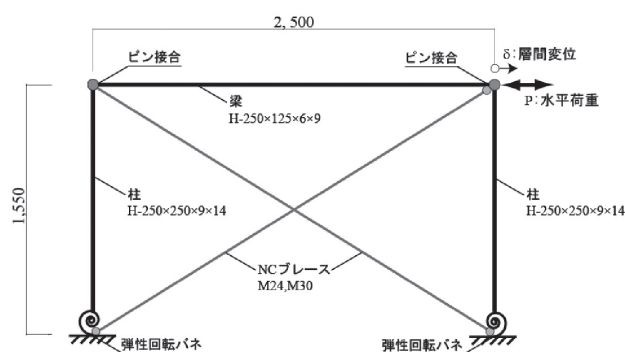 2, 500
ピン接合
ピン接合
δ:層間変位
P:水平荷重
梁
H-250×125×6×9
1,550
柱
H-250×250×9×14
柱
H-250×250×9×14
NCブレース
M24,M30
弾性回転バネ
弾性回転バネ